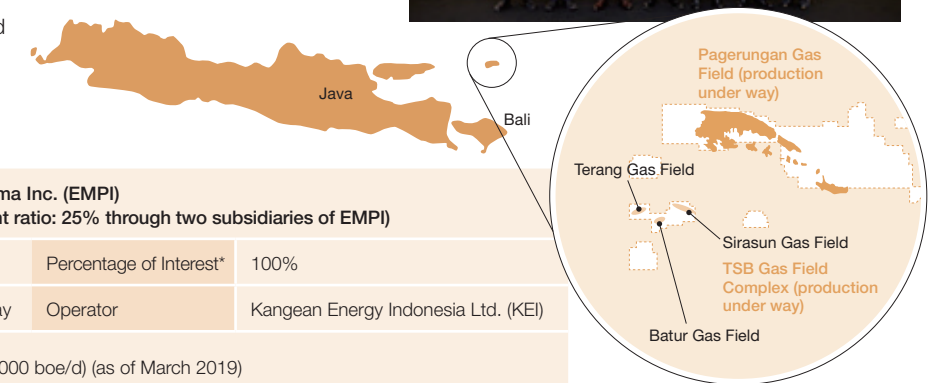 d
Java
Bali
Pagerungan Gas
Field (production
under way)
Terang Gas Field
Sirasun Gas Field
TSB Gas Field
Complex (production
under way)
Batur Gas Field
ma Inc. (EMPI)
nt ratio: 25% through two subsidiaries of EMPI)
Percentage of Interest* 100%
ay Operator Kangean Energy Indonesia Ltd. (KEI)
000 boe/d) (as of March 2019)